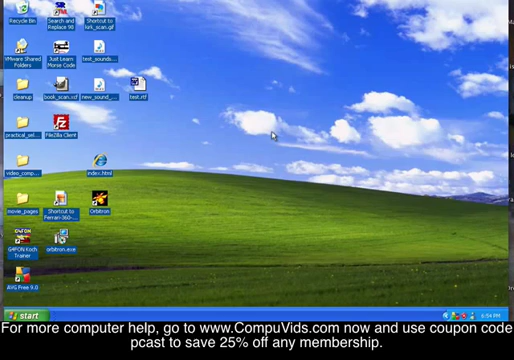 Recycle Bin
Search and Replace 98
Shortcut to kirk_scan.gif
VMware Shared Folders
Just Learn Morse Code
test_sounds...
cleanup
book_scan.xcf
new_sound_...
test.rtf
practical_sel...
FileZilla Client
video_comp...
index.html
movie_pages
Shortcut to Ferrari-360-...
Orbitron
G4FON Koch Trainer
orbitron.exe
AVG Free 9.0
start
6:54 PM
For more computer help, go to www.CompuVids.com now and use coupon code
pcast to save 25% off any membership.